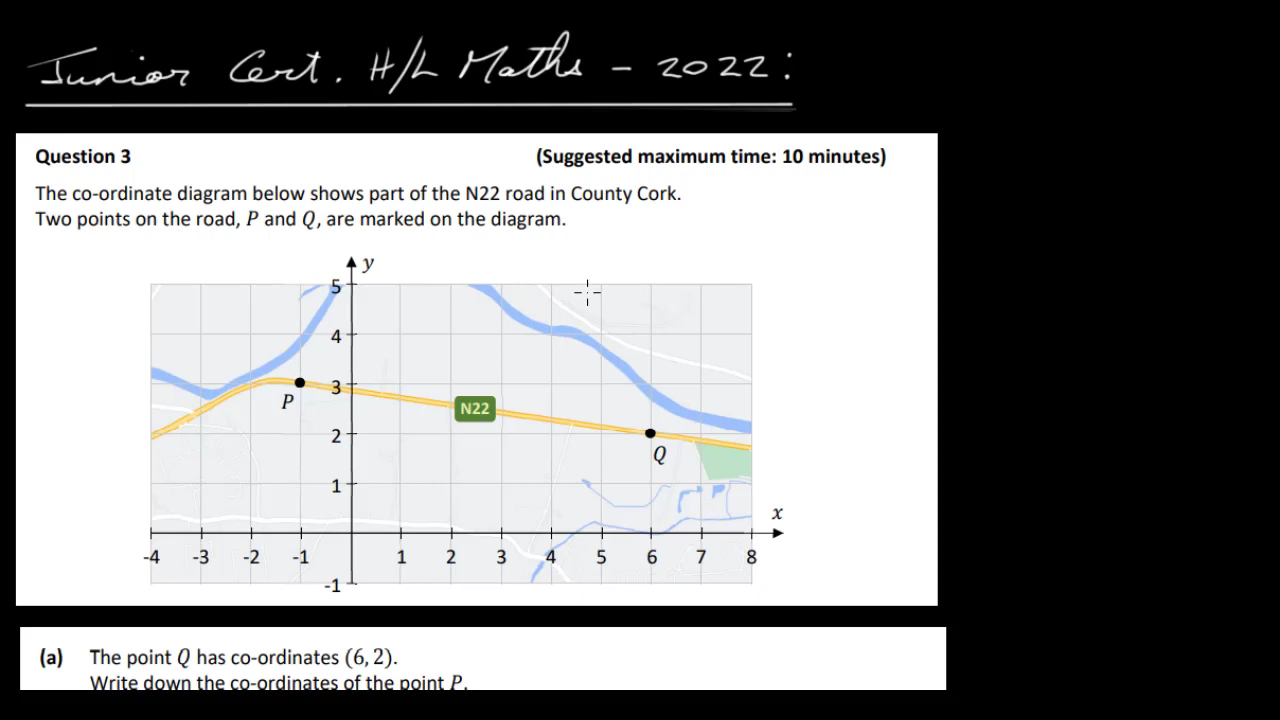 Junior Cert. H/L Maths - 2022:
Question 3 (Suggested maximum time: 10 minutes)
The co-ordinate diagram below shows part of the N22 road in County Cork.
Two points on the road, P and Q, are marked on the diagram.
y
5
4
3
P
N22
2
Q
1
x
-4 -3 -2 -1 1 2 3 4 5 6 7 8
-1
(a) The point Q has co-ordinates (6, 2).
Write down the co-ordinates of the point P.